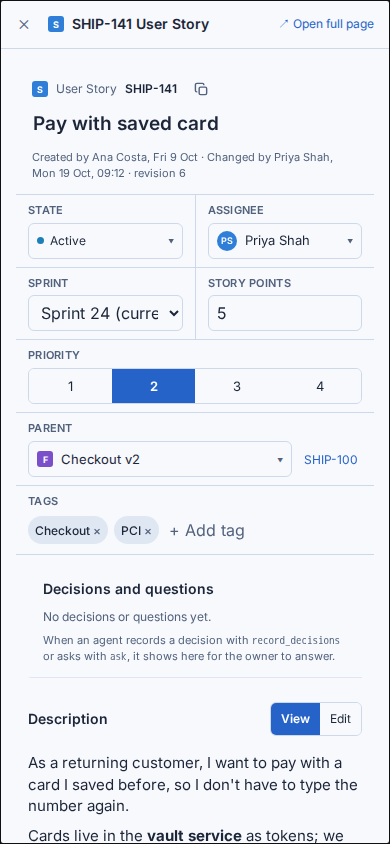 × S SHIP-141 User Story ↗ Open full page
S User Story SHIP-141
Pay with saved card
Created by Ana Costa, Fri 9 Oct · Changed by Priya Shah,
Mon 19 Oct, 09:12 · revision 6
STATE ASSIGNEE
Active PS Priya Shah
SPRINT STORY POINTS
Sprint 24 (curre 5
PRIORITY
1 2 3 4
PARENT
F Checkout v2 SHIP-100
TAGS
Checkout × PCI × + Add tag
Decisions and questions
No decisions or questions yet.
When an agent records a decision with record_decisions
or asks with ask, it shows here for the owner to answer.
Description View Edit
As a returning customer, I want to pay with a
card I saved before, so I don't have to type the
number again.
Cards live in the vault service as tokens; we